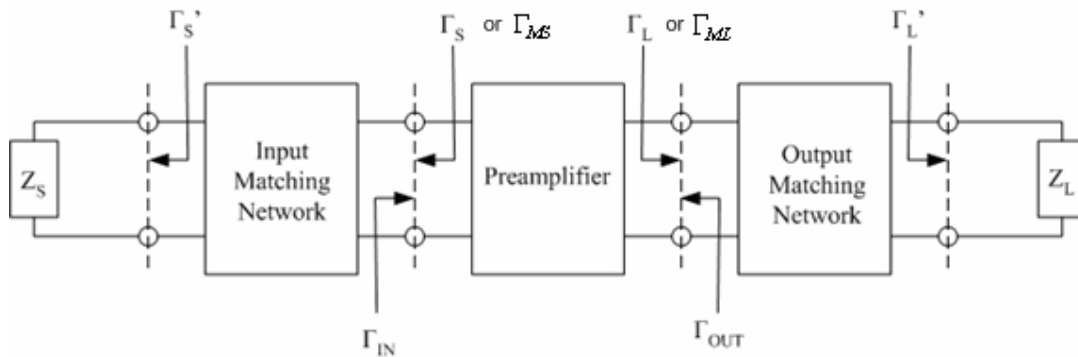 Γ_S'
Γ_S or Γ_MS
Γ_L or Γ_ML
Γ_L'
Z_S
Input
Matching
Network
Preamplifier
Output
Matching
Network
Z_L
Γ_IN
Γ_OUT